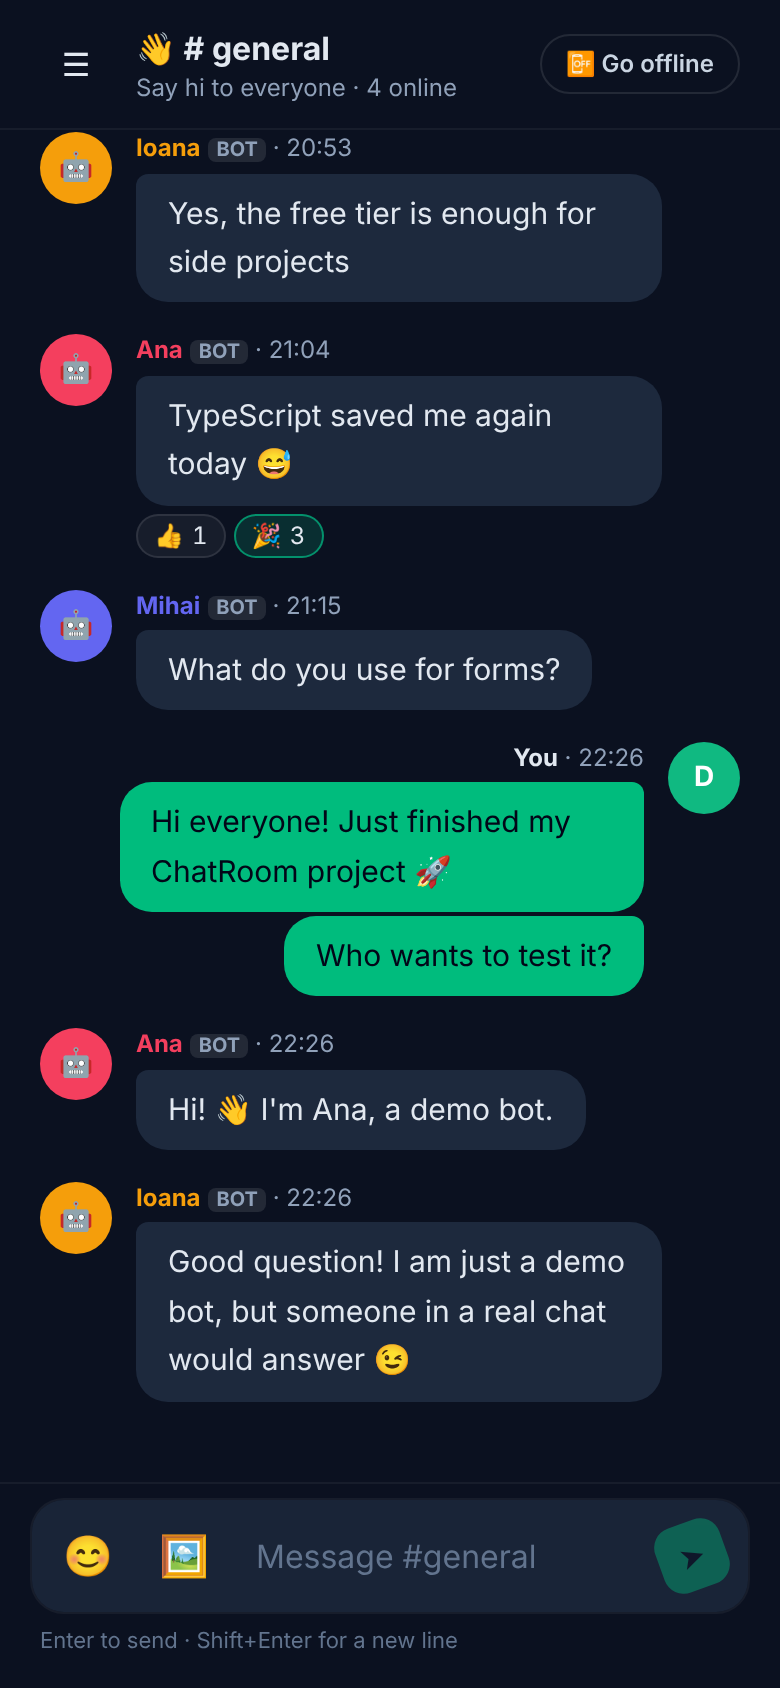 ☰ 👋 # general
Say hi to everyone · 4 online
📴 Go offline
Ioana BOT · 20:53
Yes, the free tier is enough for
side projects
Ana BOT · 21:04
TypeScript saved me again
today 😅
👍 1 🎉 3
Mihai BOT · 21:15
What do you use for forms?
You · 22:26
D
Hi everyone! Just finished my
ChatRoom project 🚀
Who wants to test it?
Ana BOT · 22:26
Hi! 👋 I'm Ana, a demo bot.
Ioana BOT · 22:26
Good question! I am just a demo
bot, but someone in a real chat
would answer 😉
Message #general
Enter to send · Shift+Enter for a new line